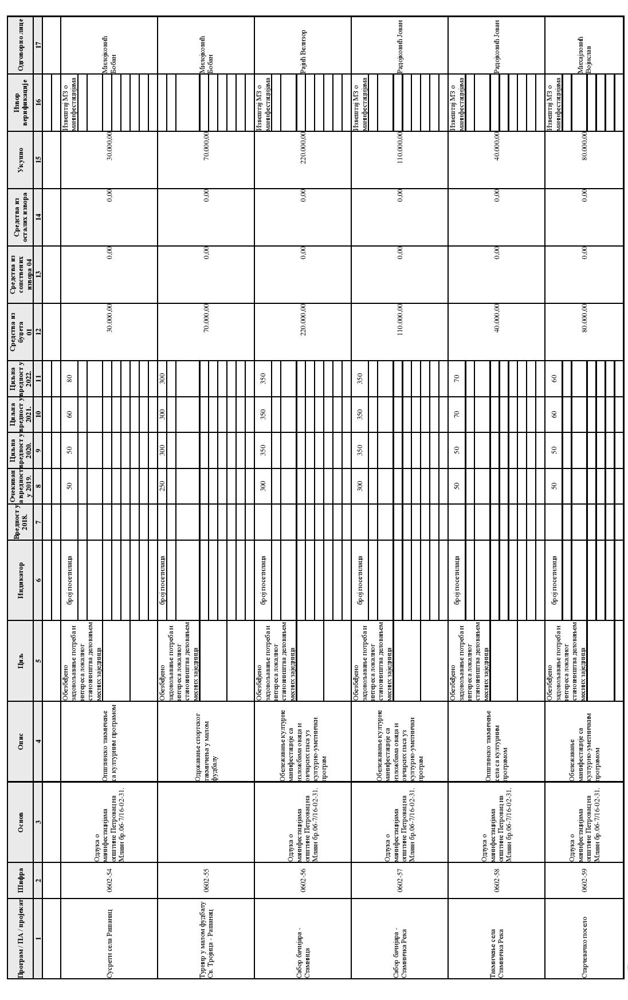 Програм / ПА / пројекат
Шифра
Основ
Опис
Циљ
Индикатор
Вредност у
2018.
Очекиван
а вредност
у 2019.
Циљна
вредност у
2020.
Циљна
вредност у
2021.
Циљна
вредност у
2022.
Средства из
буџета
01
Средства из
сопствених
извора 04
Средства из
осталих извора
Укупно
Извор
верификације
Одговорно лице
1
2
3
4
5
6
7
8
9
10
11
12
13
14
15
16
17
Сусрети села Рашанац
0602-54
Одлука о
манифестацијама
општине Петровац на
Млави бр.06-7/16-02-31.
Општинско такмичење
са културним програмом
Обезбеђено
задовољавање потреба и
интереса локалног
становништва деловањем
месних заједница
број посетилаца
50
50
60
80
30.000,00
0,00
0,00
30.000,00
Извештај МЗ о
манифестацијама
Милојковић
Бобан
Турнир у малом фудбалу
Св. Тројица - Рашанац
0602-55
Одржавање спортског
такмичења у малом
фудбалу
Обезбеђено
задовољавање потреба и
интереса локалног
становништва деловањем
месних заједница
број посетилаца
250
300
300
300
70.000,00
0,00
0,00
70.000,00
Милојковић
Бобан
Сабор бачијара -
Стамница
0602-56
Одлука о
манифестацијама
општине Петровац на
Млави бр.06-7/16-02-31.
Обележавање културне
манифестације са
изложбама оваца и
овчарсих паса уз
културно-уметнички
програм
Обезбеђено
задовољавање потреба и
интереса локалног
становништва деловањем
месних заједница
број посетилаца
300
350
350
350
220.000,00
0,00
0,00
220.000,00
Извештај МЗ о
манифестацијама
Рајић Велизор
Сабор бачијара -
Стамничка Река
0602-57
Одлука о
манифестацијама
општине Петровац на
Млави бр.06-7/16-02-31.
Обележавање културне
манифестације са
изложбама оваца и
овчарсих паса уз
културно-уметнички
програм
Обезбеђено
задовољавање потреба и
интереса локалног
становништва деловањем
месних заједница
број посетилаца
300
350
350
350
110.000,00
0,00
0,00
110.000,00
Извештај МЗ о
манифестацијама
Радојковић Јован
Такмичење села
Стамничка Река
0602-58
Одлука о
манифестацијама
општине Петровац на
Млави бр.06-7/16-02-31.
Општинско такмичење
села са културним
програмом
Обезбеђено
задовољавање потреба и
интереса локалног
становништва деловањем
месних заједница
број посетилаца
50
50
70
70
40.000,00
0,00
0,00
40.000,00
Извештај МЗ о
манифестацијама
Радојковић Јован
Старчевачко посело
0602-59
Одлука о
манифестацијама
општине Петровац на
Млави бр.06-7/16-02-31.
Обележавање
манифестације са
културно-уметничким
програмом
Обезбеђено
задовољавање потреба и
интереса локалног
становништва деловањем
месних заједница
број посетилаца
50
50
60
60
80.000,00
0,00
0,00
80.000,00
Извештај МЗ о
манифестацијама
Михајловић
Војислав